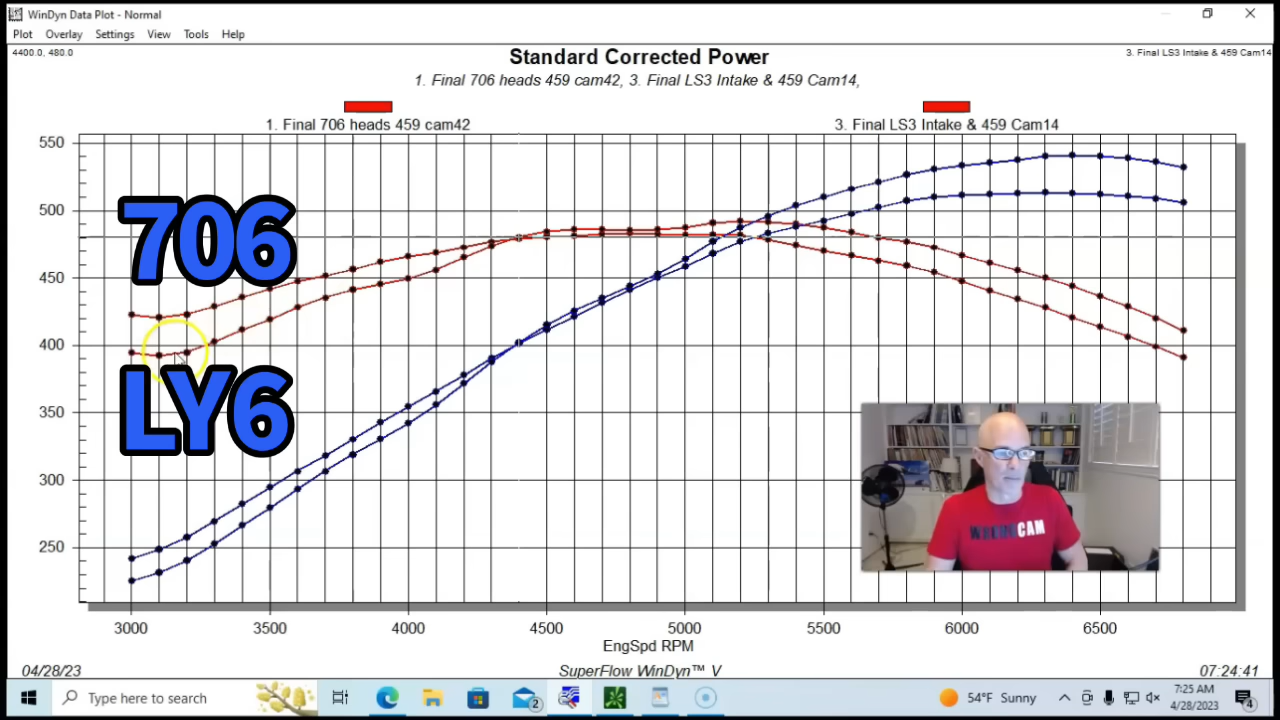 WinDyn Data Plot - Normal
Plot Overlay Settings View Tools Help
4400.0, 480.0
3. Final LS3 Intake & 459 Cam14
Standard Corrected Power
1. Final 706 heads 459 cam42, 3. Final LS3 Intake & 459 Cam14,
1. Final 706 heads 459 cam42
3. Final LS3 Intake & 459 Cam14
550
500
450
400
350
300
250
706
LY6
3000 3500 4000 4500 5000 5500 6000 6500
EngSpd RPM
04/28/23
SuperFlow WinDyn™ V
07:24:41
Type here to search
2
54°F Sunny
7:25 AM
4/28/2023
4